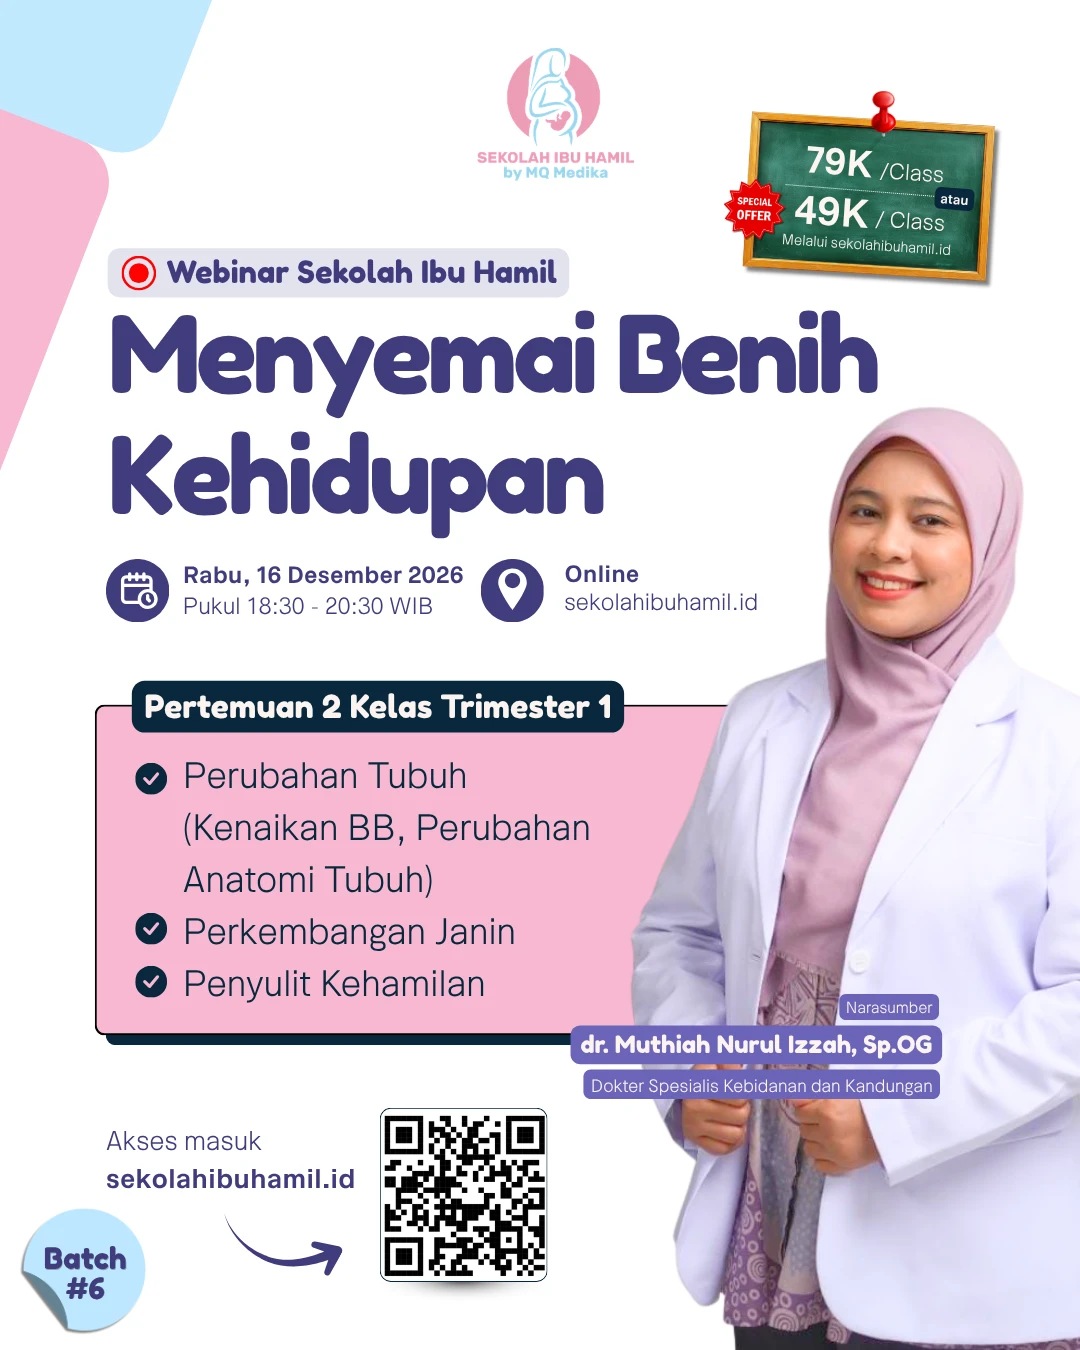 SEKOLAH IBU HAMIL
by MQ Medika
79K /Class
atau
SPECIAL
OFFER
49K / Class
Melalui sekolahibuhamil.id
Webinar Sekolah Ibu Hamil
Menyemai Benih
Kehidupan
Rabu, 16 Desember 2026
Pukul 18:30 - 20:30 WIB
Online
sekolahibuhamil.id
Pertemuan 2 Kelas Trimester 1
Perubahan Tubuh
(Kenaikan BB, Perubahan
Anatomi Tubuh)
Perkembangan Janin
Penyulit Kehamilan
Narasumber
dr. Muthiah Nurul Izzah, Sp.OG
Dokter Spesialis Kebidanan dan Kandungan
Akses masuk
sekolahibuhamil.id
Batch
#6